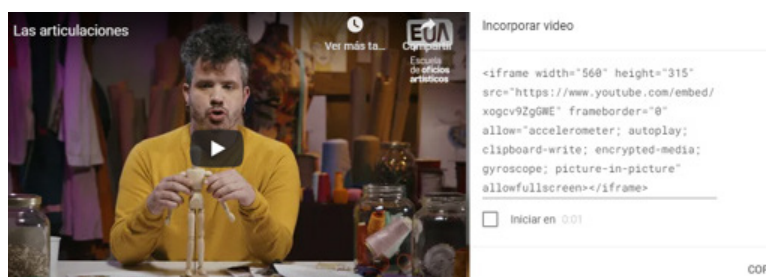 Las articulaciones
Ver más ta...
Compartir
EOA
Escuela
de oficios
artísticos
Incorporar video
<iframe width="560" height="315"
src="https://www.youtube.com/embed/
xogcv9ZgGWE" frameborder="0"
allow="accelerometer; autoplay;
clipboard-write; encrypted-media;
gyroscope; picture-in-picture"
allowfullscreen></iframe>
Iniciar en 0:01
COP